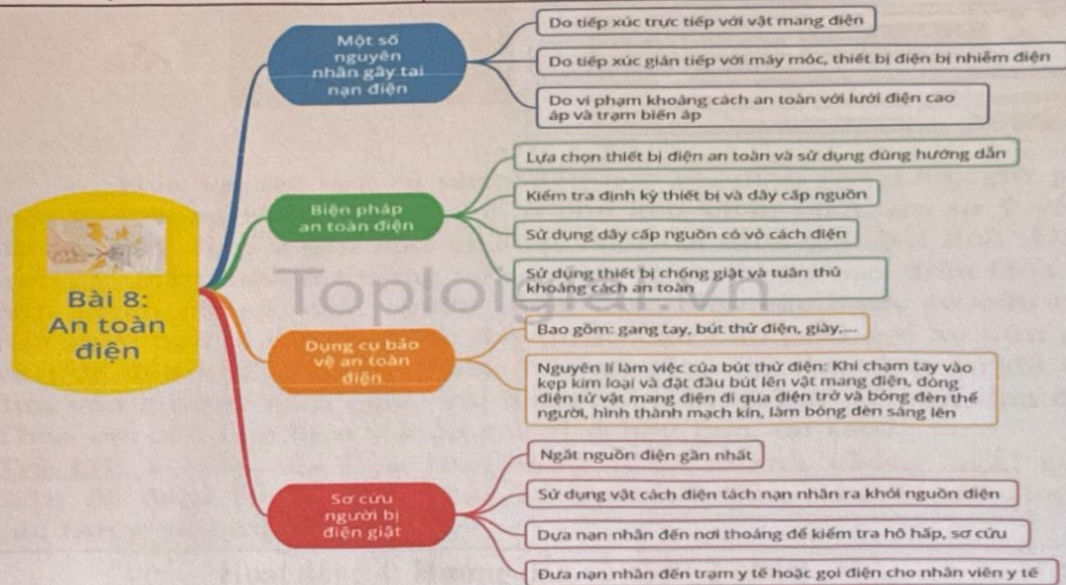 Bài 8:
An toàn
điện
Một số
nguyên
nhân gây tai
nạn điện
Do tiếp xúc trực tiếp với vật mang điện
Do tiếp xúc gián tiếp với máy móc, thiết bị điện bị nhiễm điện
Do vi phạm khoảng cách an toàn với lưới điện cao
áp và trạm biến áp
Biện pháp
an toàn điện
Lựa chọn thiết bị điện an toàn và sử dụng đúng hướng dẫn
Kiểm tra định kỳ thiết bị và dây cấp nguồn
Sử dụng dây cấp nguồn có vỏ cách điện
Sử dụng thiết bị chống giật và tuân thủ
khoảng cách an toàn
Toploigiai.vn
Dụng cụ bảo
vệ an toàn
điện
Bao gồm: gang tay, bút thử điện, giày,...
Nguyên lí làm việc của bút thử điện: Khi chạm tay vào
kẹp kim loại và đặt đầu bút lên vật mang điện, dòng
điện từ vật mang điện đi qua điện trở và bóng đèn thế
người, hình thành mạch kín, làm bóng đèn sáng lên
Sơ cứu
người bị
điện giật
Ngắt nguồn điện gần nhất
Sử dụng vật cách điện tách nạn nhân ra khỏi nguồn điện
Đưa nạn nhân đến nơi thoáng để kiểm tra hô hấp, sơ cứu
Đưa nạn nhân đến trạm y tế hoặc gọi điện cho nhân viên y tế